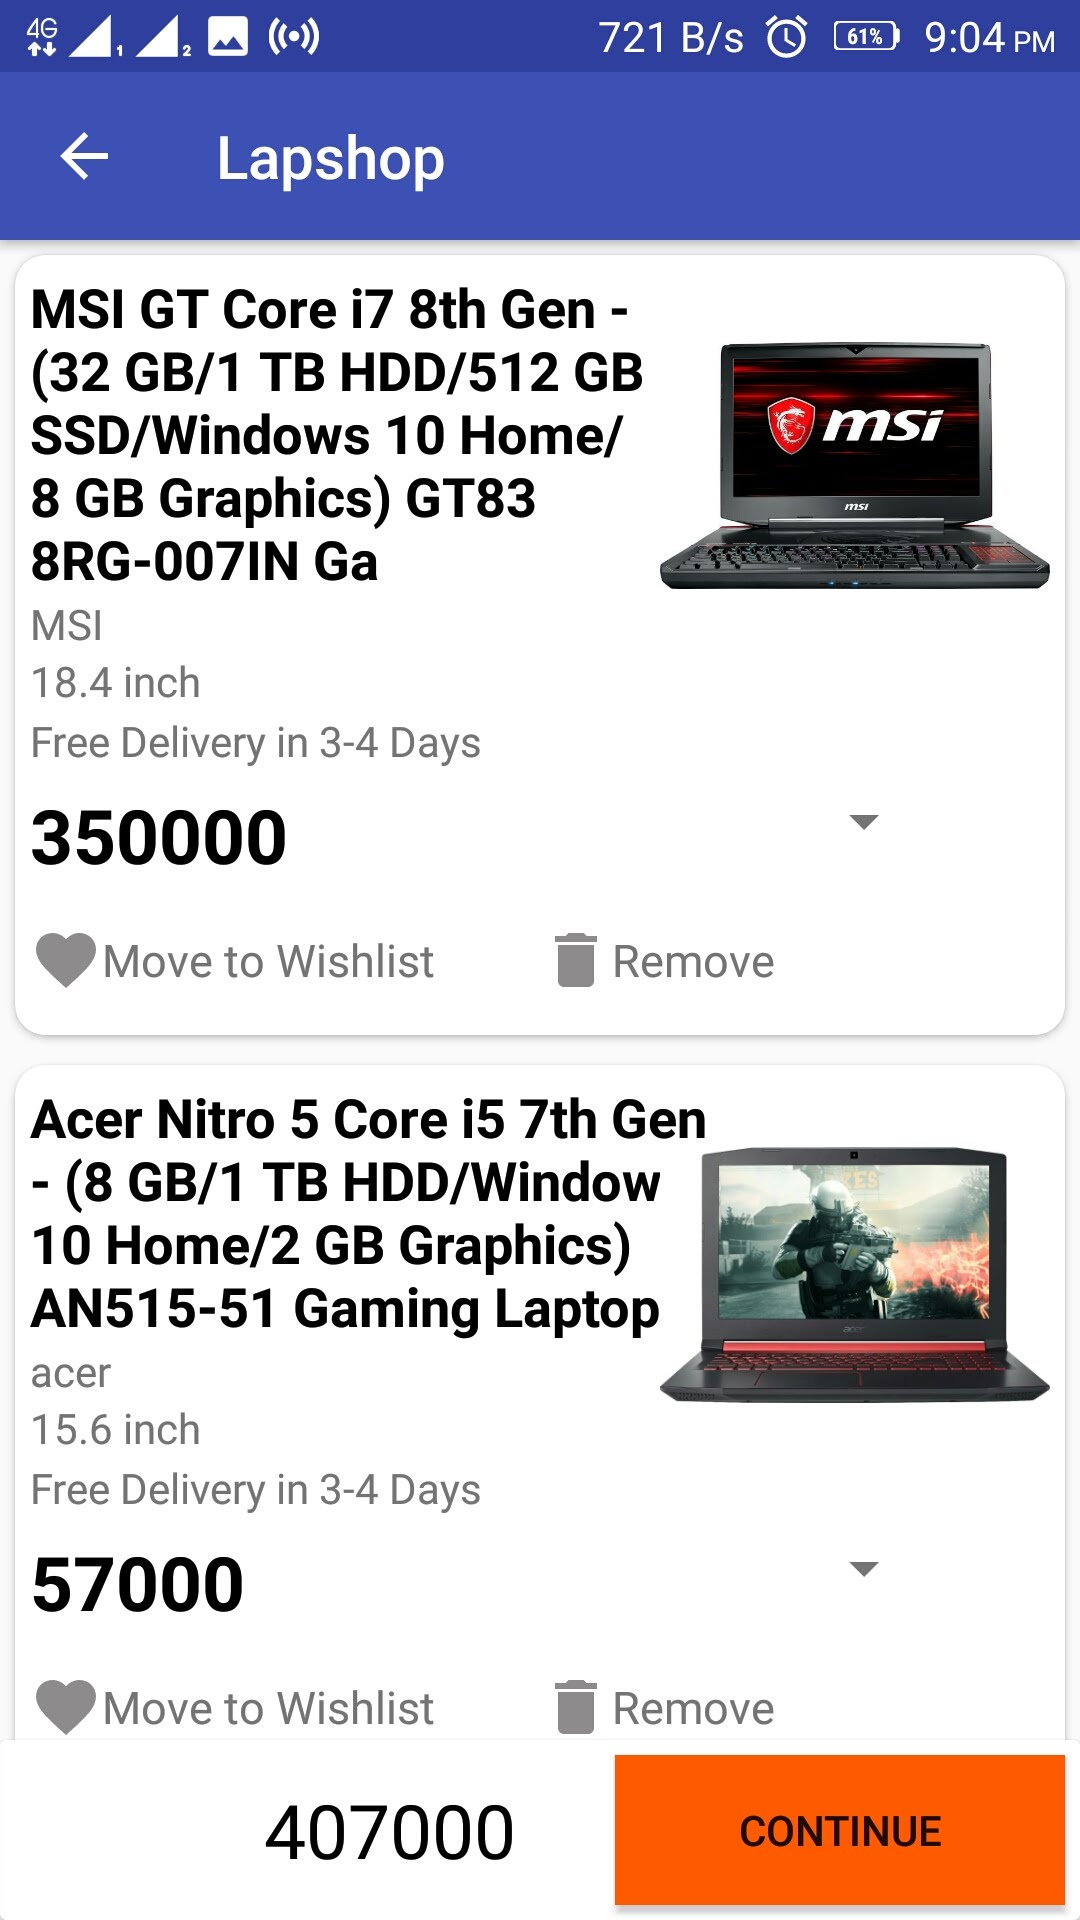 4G 1 2 721 B/s 61% 9:04 PM
Lapshop
MSI GT Core i7 8th Gen -
(32 GB/1 TB HDD/512 GB
SSD/Windows 10 Home/
8 GB Graphics) GT83
8RG-007IN Ga
msi
msi
MSI
18.4 inch
Free Delivery in 3-4 Days
350000
Move to Wishlist
Remove
Acer Nitro 5 Core i5 7th Gen
- (8 GB/1 TB HDD/Window
10 Home/2 GB Graphics)
AN515-51 Gaming Laptop
acer
acer
15.6 inch
Free Delivery in 3-4 Days
57000
Move to Wishlist
Remove
407000
CONTINUE